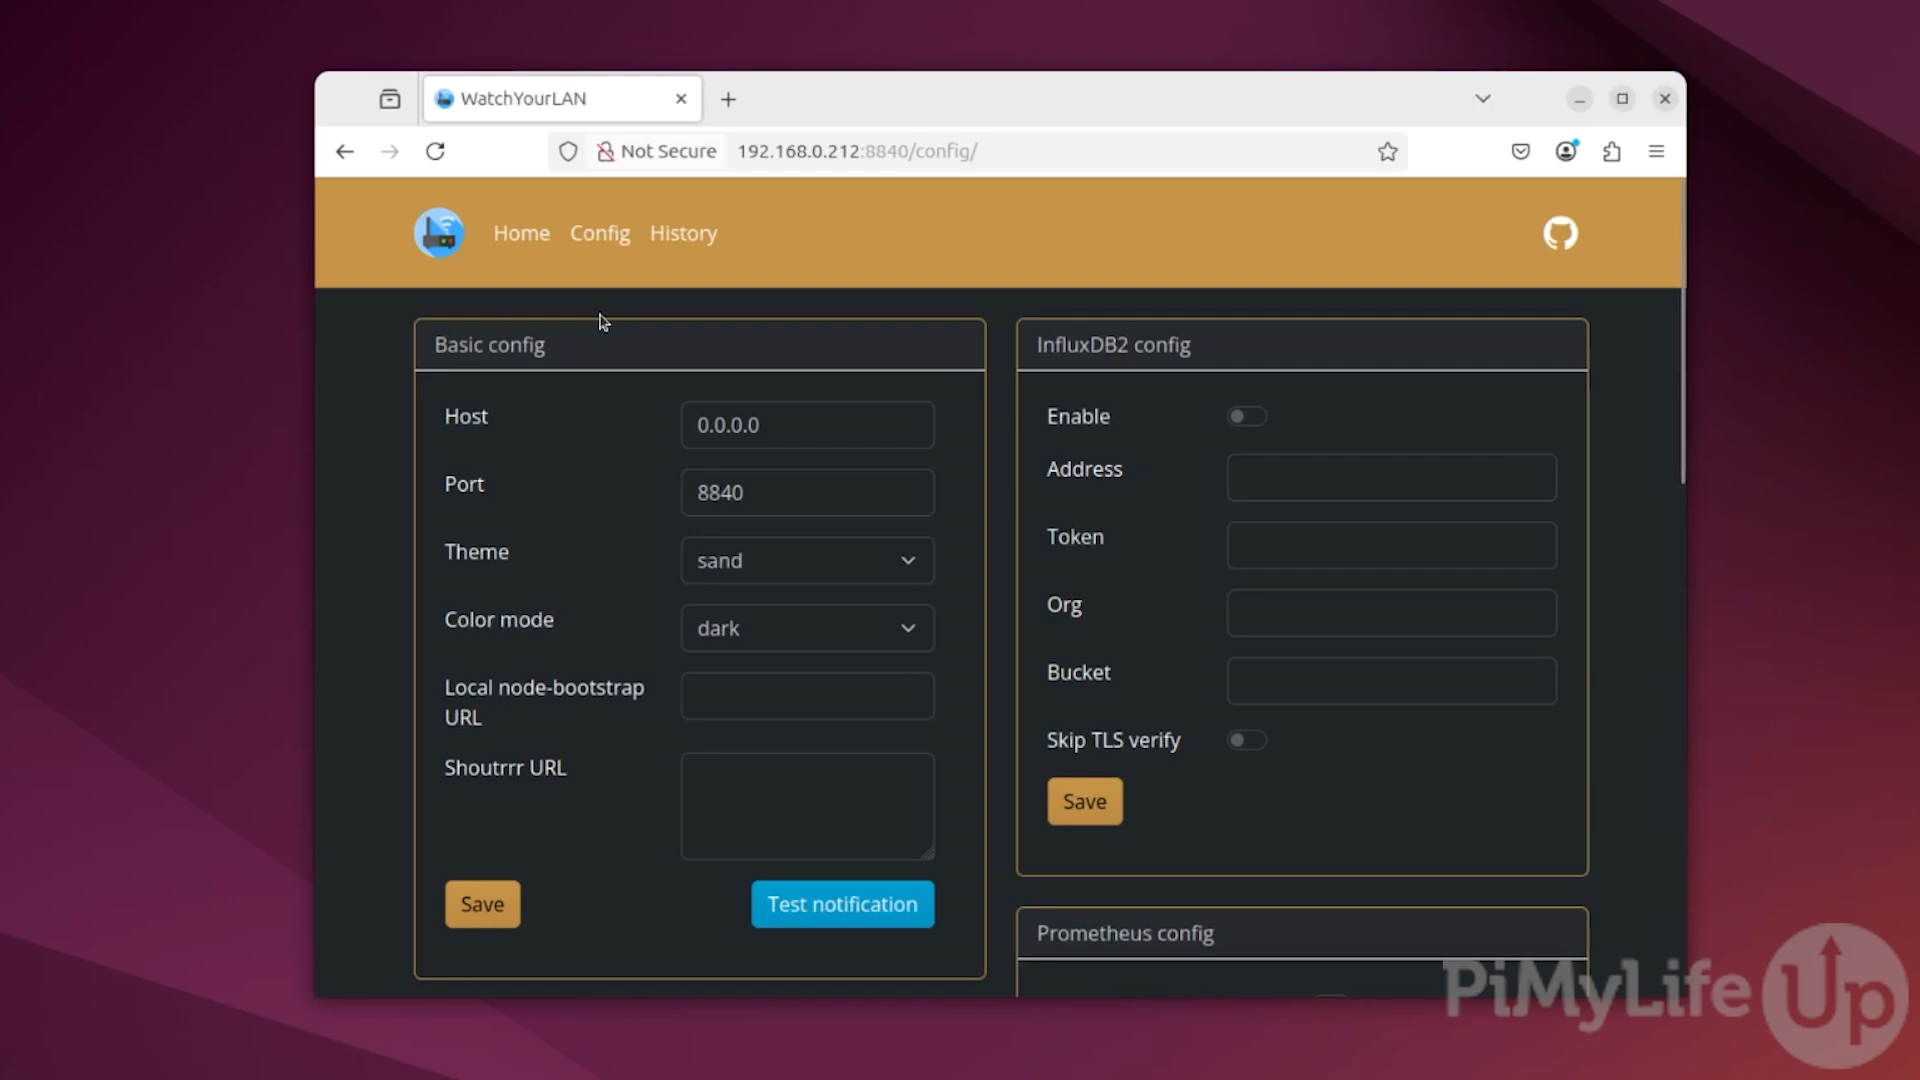 WatchYourLAN
Not Secure 192.168.0.212:8840/config/
Home Config History
Basic config
Host 0.0.0.0
Port 8840
Theme sand
Color mode dark
Local node-bootstrap
URL
Shoutrrr URL
Save Test notification
InfluxDB2 config
Enable
Address
Token
Org
Bucket
Skip TLS verify
Save
Prometheus config
PiMyLifeUp